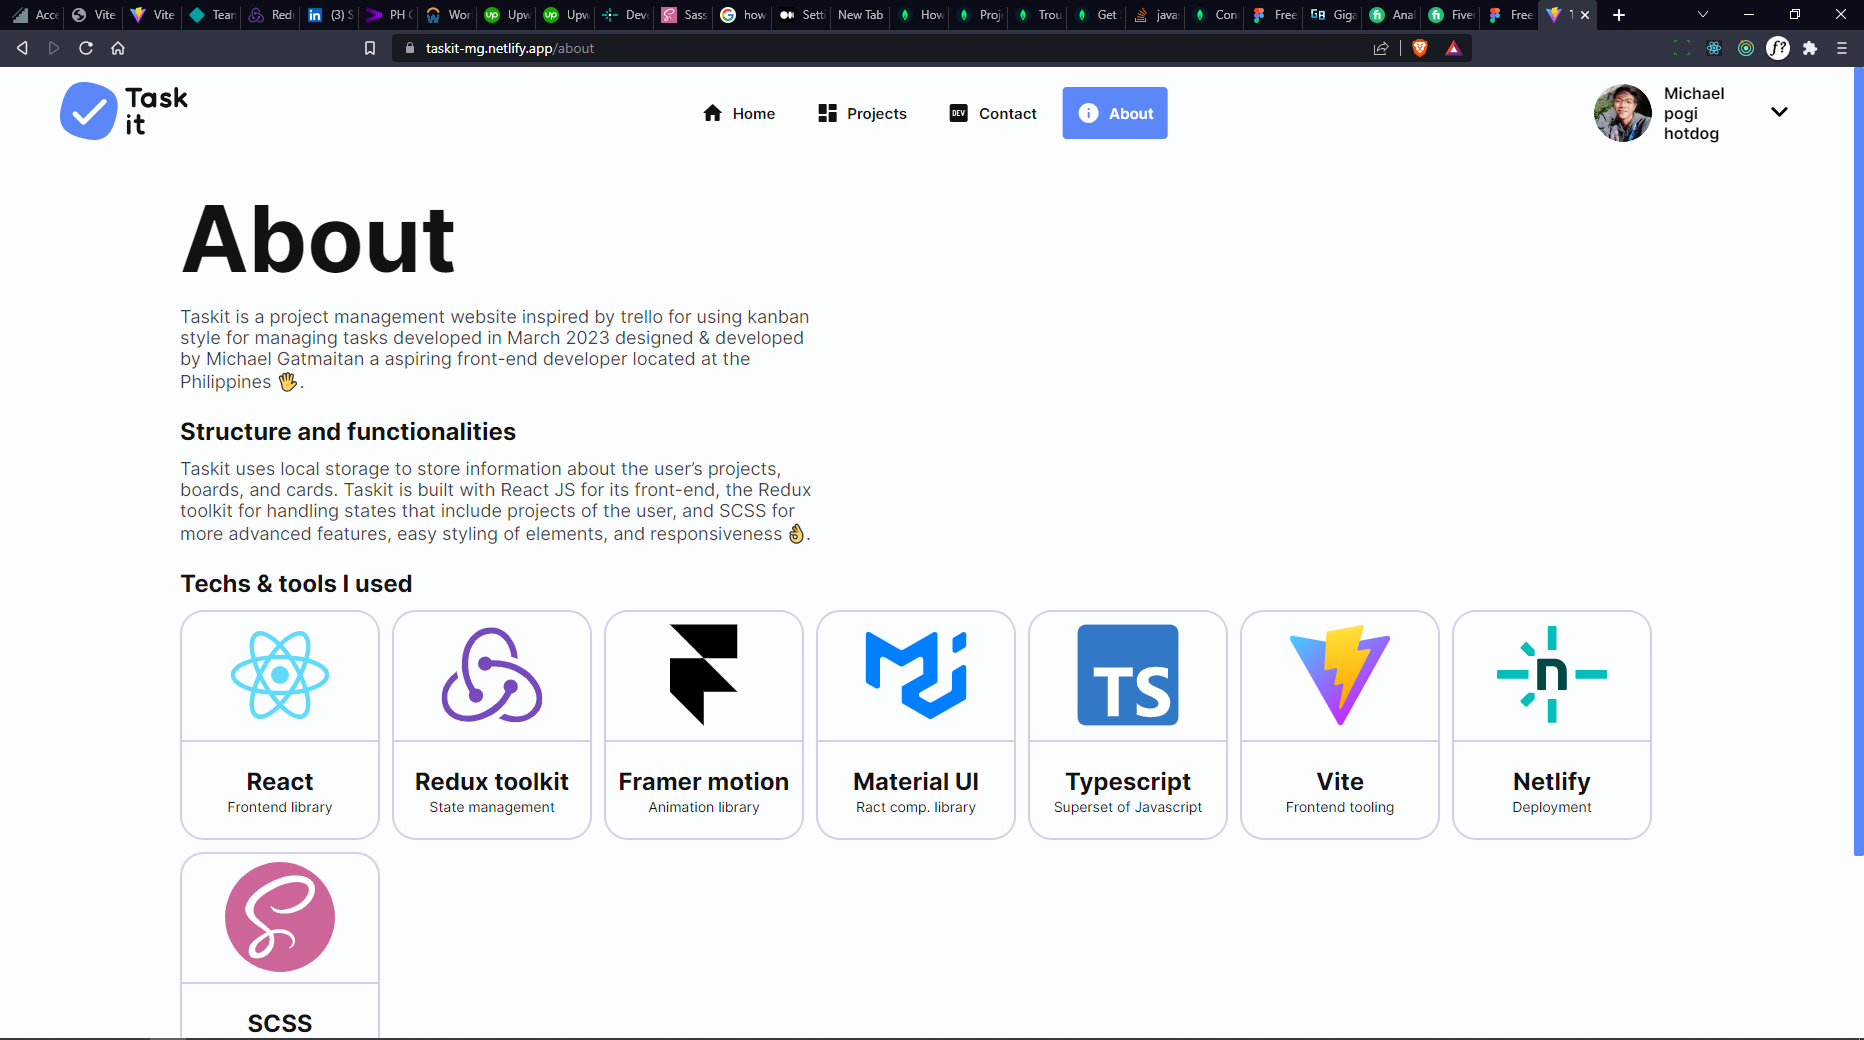 Acce
Vite
Vite
Team
Redu
(3) S
PH C
Wor
Upw
Upw
Deve
Sass
how
Sett
New Tab
How
Proj
Trou
Get
java
Con
Free
Giga
Anal
Five
Free
T
taskit-mg.netlify.app/about
Task
it
Home
Projects
DEV
Contact
About
Michael
pogi
hotdog
About
Taskit is a project management website inspired by trello for using kanban
style for managing tasks developed in March 2023 designed & developed
by Michael Gatmaitan a aspiring front-end developer located at the
Philippines 🖐.
Structure and functionalities
Taskit uses local storage to store information about the user’s projects,
boards, and cards. Taskit is built with React JS for its front-end, the Redux
toolkit for handling states that include projects of the user, and SCSS for
more advanced features, easy styling of elements, and responsiveness 👌.
Techs & tools I used
TS
n
React
Frontend library
Redux toolkit
State management
Framer motion
Animation library
Material UI
Ract comp. library
Typescript
Superset of Javascript
Vite
Frontend tooling
Netlify
Deployment
SCSS